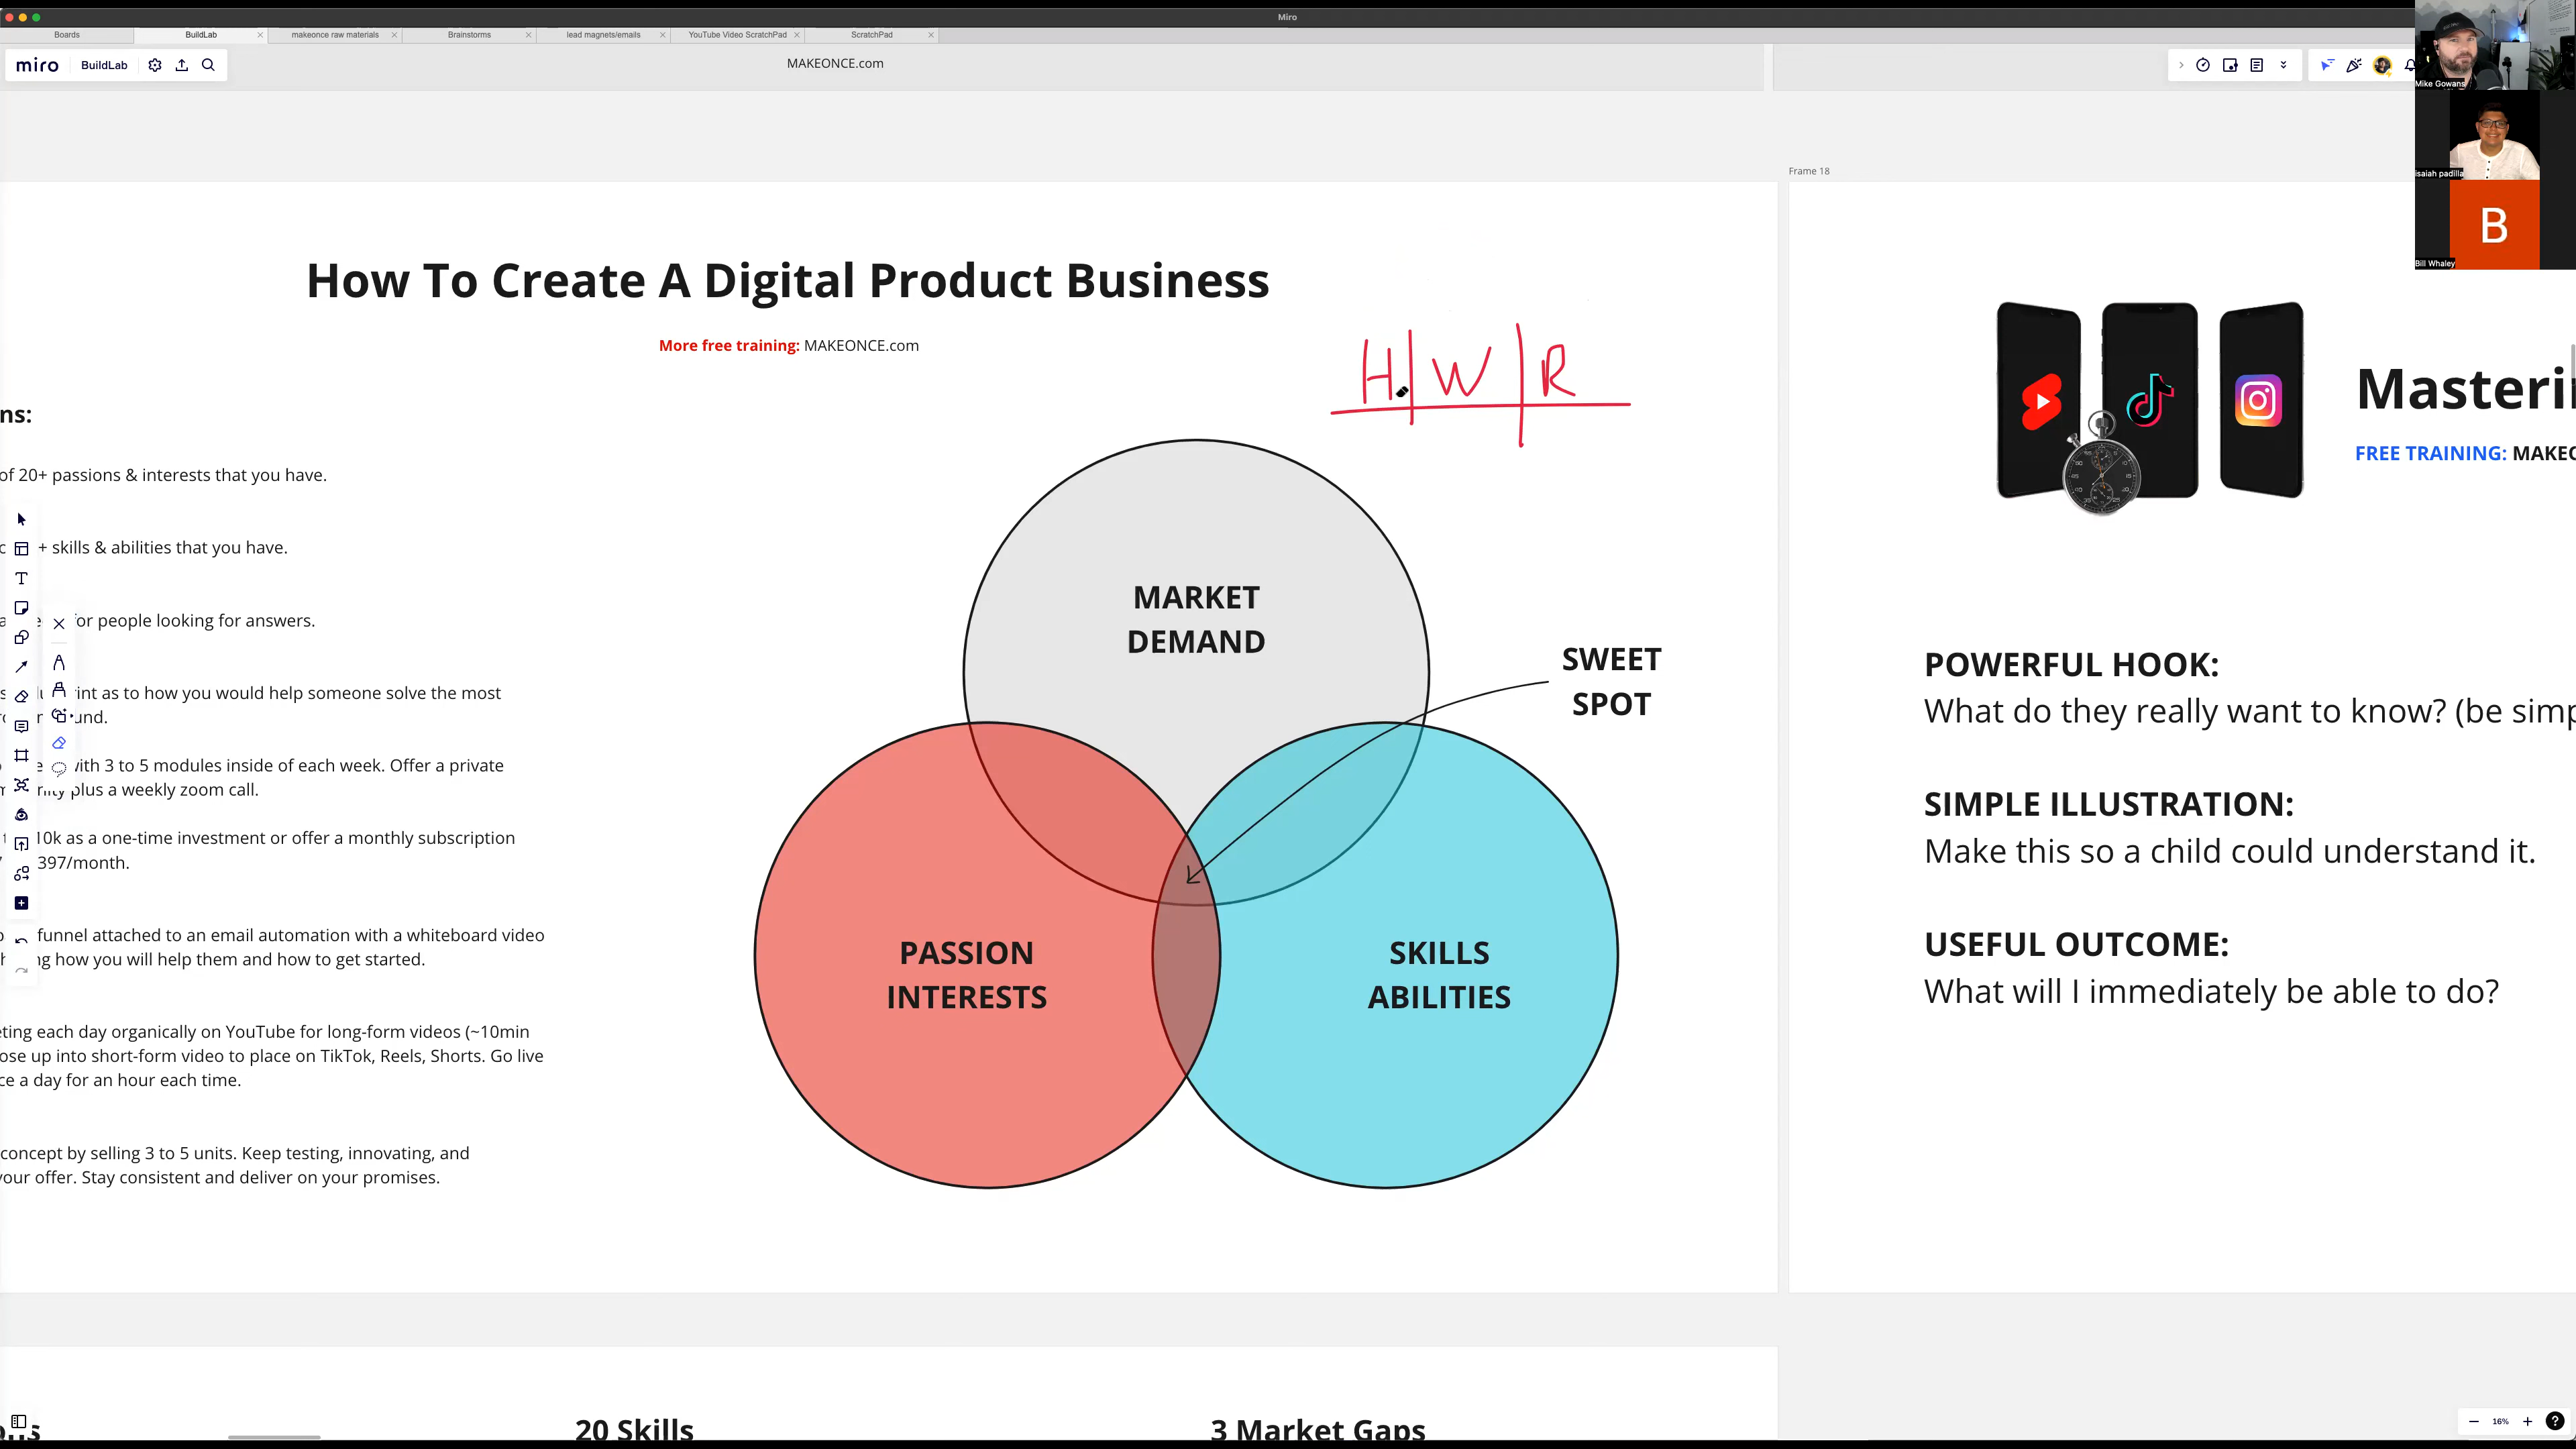 Miro
Boards
BuildLab
makeonce raw materials
Brainstorms
lead magnets/emails
YouTube Video ScratchPad
ScratchPad
miro
BuildLab
MAKEONCE.com
Mike Gowans
isaiah padilla
B
Bill Whaley
How To Create A Digital Product Business
More free training: MAKEONCE.com
H W R
ns:
of 20+ passions & interests that you have.
+ skills & abilities that you have.
for people looking for answers.
int as to how you would help someone solve the most
und.
with 3 to 5 modules inside of each week. Offer a private
plus a weekly zoom call.
10k as a one-time investment or offer a monthly subscription
397/month.
funnel attached to an email automation with a whiteboard video
ng how you will help them and how to get started.
eting each day organically on YouTube for long-form videos (~10min
ose up into short-form video to place on TikTok, Reels, Shorts. Go live
ce a day for an hour each time.
concept by selling 3 to 5 units. Keep testing, innovating, and
your offer. Stay consistent and deliver on your promises.
MARKET
DEMAND
SWEET
SPOT
PASSION
INTERESTS
SKILLS
ABILITIES
20 Skills
3 Market Gaps
Frame 18
Masteri
FREE TRAINING: MAKEO
POWERFUL HOOK:
What do they really want to know? (be simp
SIMPLE ILLUSTRATION:
Make this so a child could understand it.
USEFUL OUTCOME:
What will I immediately be able to do?
16%